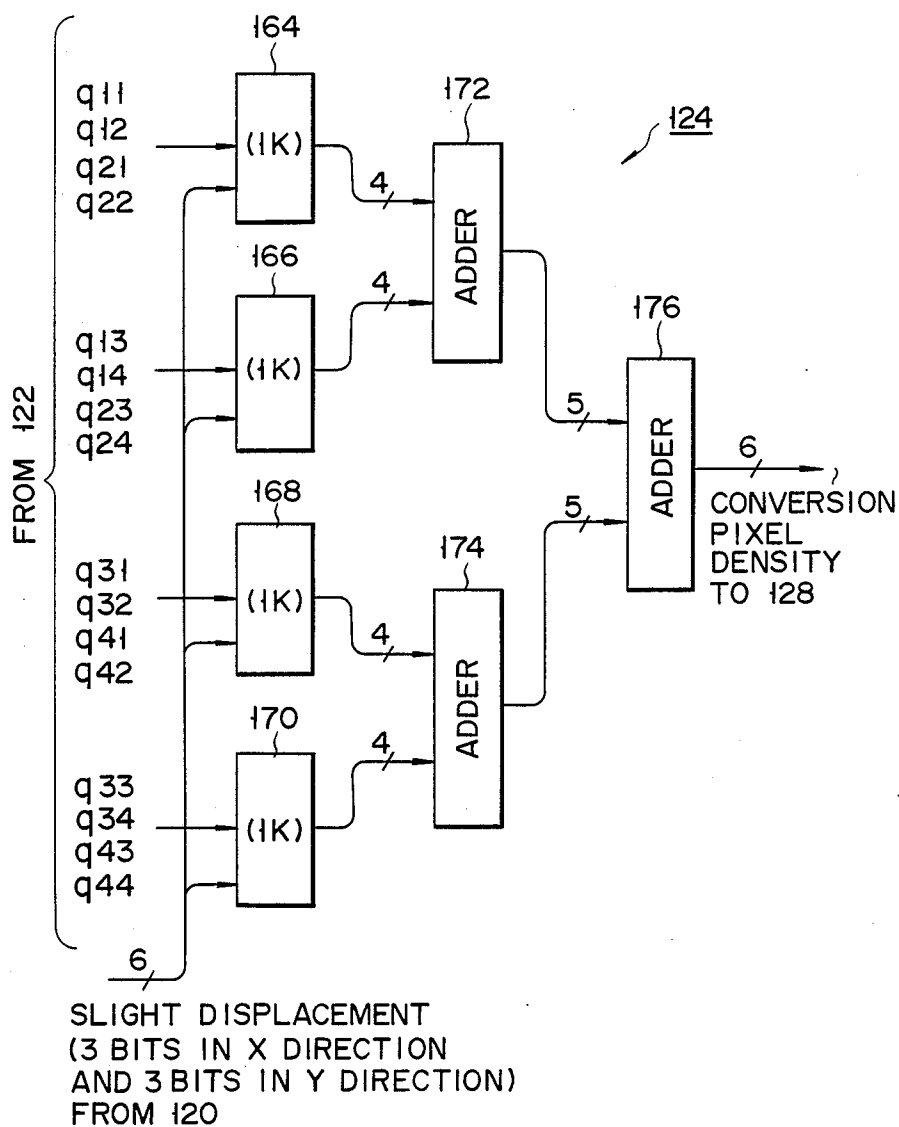 164
q11
q12
q21
q22
(1K)
172
124
4
ADDER
166
q13
q14
q23
q24
(1K)
4
176
FROM 122
5
ADDER
6
CONVERSION
PIXEL
DENSITY
TO 128
168
q31
q32
q41
q42
(1K)
5
174
4
ADDER
170
q33
q34
q43
q44
(1K)
4
6
SLIGHT DISPLACEMENT
(3 BITS IN X DIRECTION
AND 3 BITS IN Y DIRECTION)
FROM 120